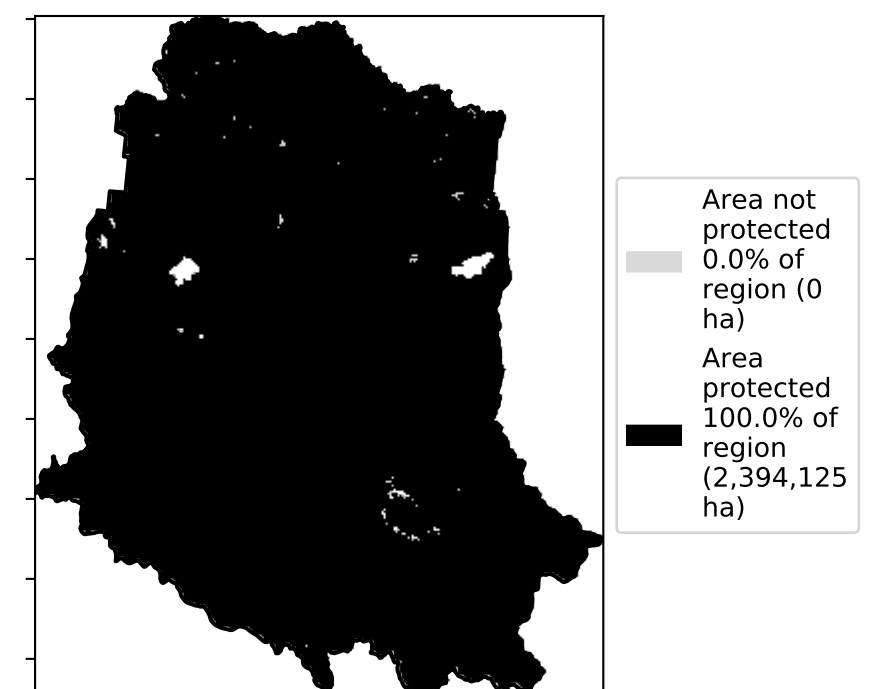 Area not
protected
0.0% of
region (0
ha)
Area
protected
100.0% of
region
(2,394,125
ha)